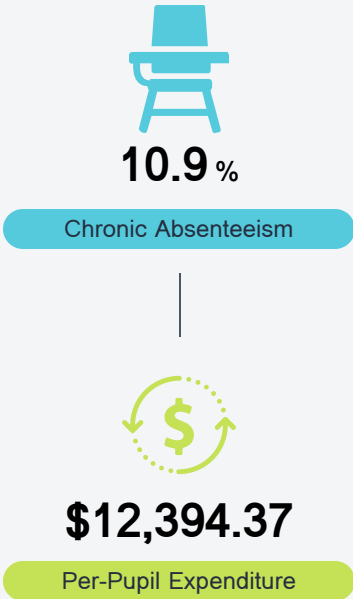 10.9 %
Chronic Absenteeism
$
$12,394.37
Per-Pupil Expenditure